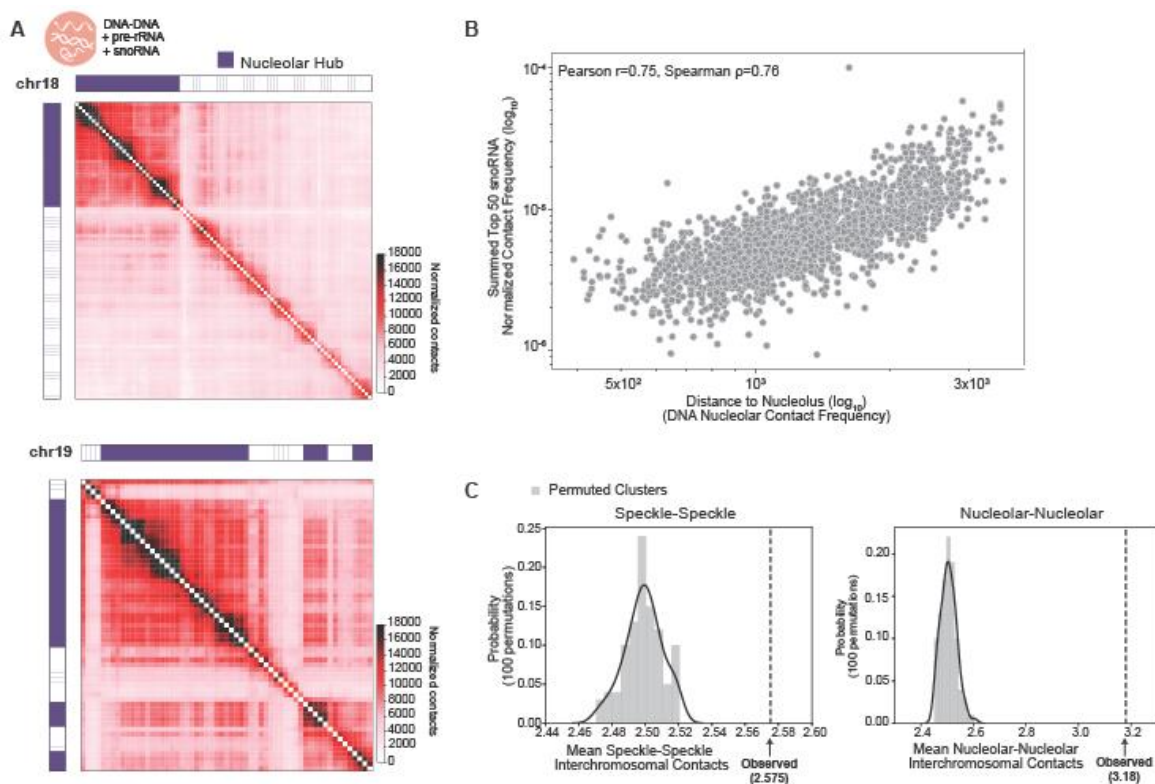 A
DNA-DNA
+ pre-rRNA
+ snoRNA
Nucleolar Hub
chr18
18000
16000
14000
12000
10000
8000
6000
4000
2000
0
Normalized contacts
chr19
18000
16000
14000
12000
10000
8000
6000
4000
2000
0
Normalized contacts
B
Pearson r=0.75, Spearman ρ=0.76
10⁻⁴
10⁻⁵
10⁻⁶
Summed Top 50 snoRNA
Normalized Contact Frequency (log₁₀)
5x10²
10³
3x10³
Distance to Nucleolus (log₁₀)
(DNA Nucleolar Contact Frequency)
C
Permuted Clusters
Speckle-Speckle
0.25
0.20
0.15
0.10
0.05
0.00
Probability
(100 permutations)
2.44 2.46 2.48 2.50 2.52 2.54 2.56 2.58 2.60
Mean Speckle-Speckle
Interchromosomal Contacts
Observed
(2.575)
Nucleolar-Nucleolar
0.20
0.15
0.10
0.05
0.00
Probability
(100 permutations)
2.4 2.6 2.8 3.0 3.2
Mean Nucleolar-Nucleolar
Interchromosomal Contacts
Observed
(3.18)